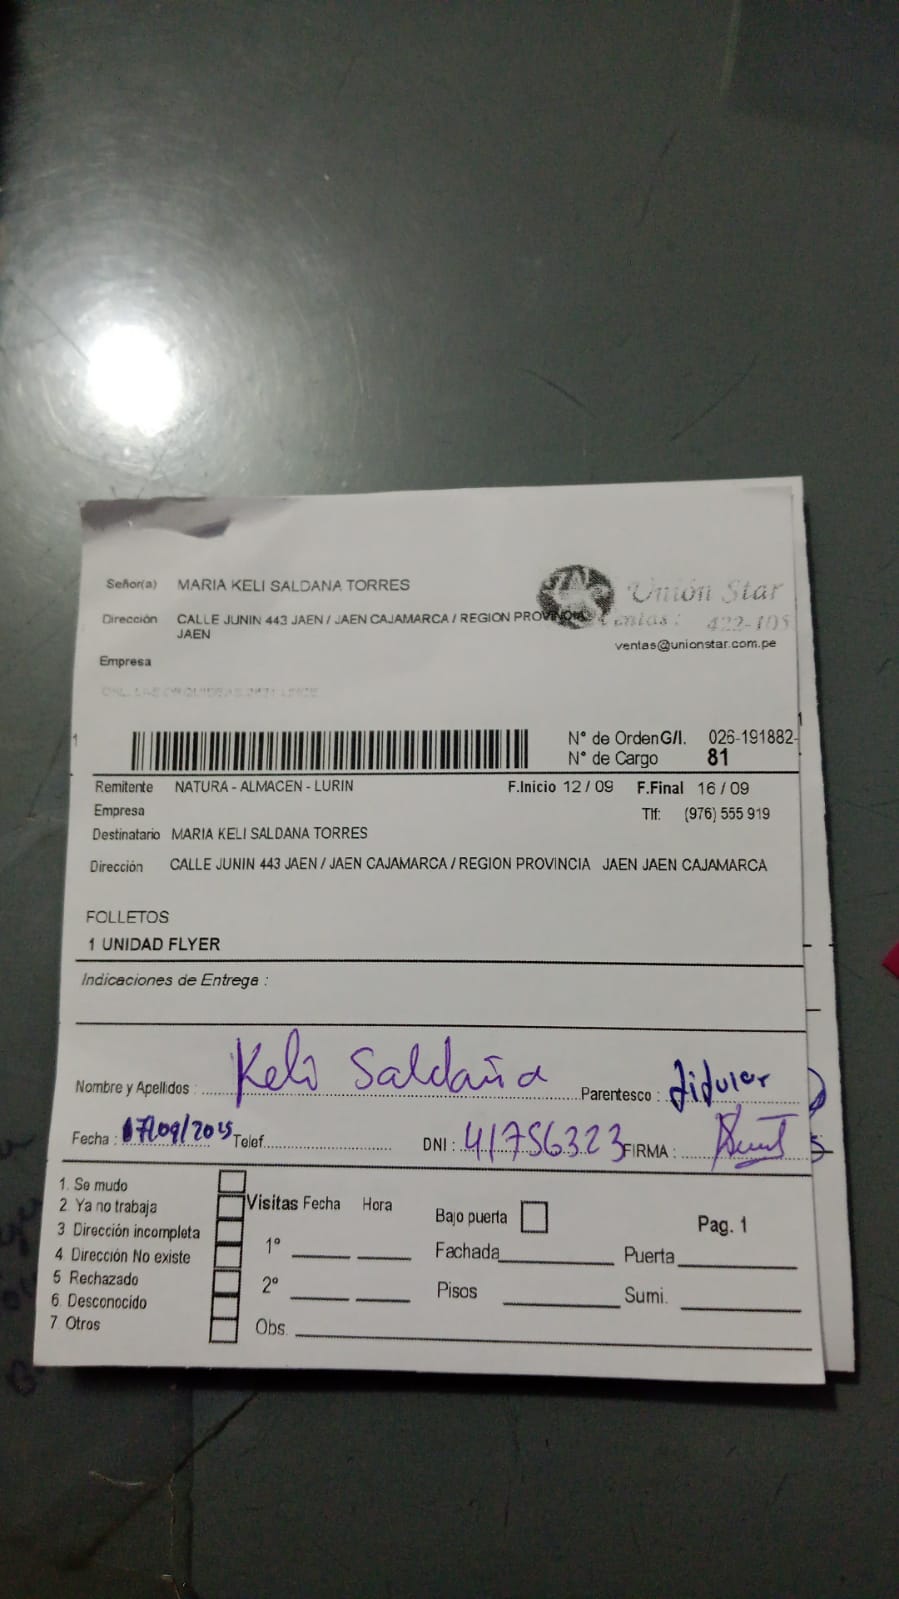 Señor(a) MARIA KELI SALDANA TORRES
Unión Star
Dirección CALLE JUNIN 443 JAEN / JAEN CAJAMARCA / REGION PROVINCIA
JAEN
Ventas: 422-105
ventas@unionstar.com.pe
Empresa
1
N° de Orden G/I. 026-191882-
N° de Cargo 81
Remitente NATURA - ALMACEN - LURIN F.Inicio 12 / 09 F.Final 16 / 09
Empresa Tlf: (976) 555 919
Destinatario MARIA KELI SALDANA TORRES
Dirección CALLE JUNIN 443 JAEN / JAEN CAJAMARCA / REGION PROVINCIA JAEN JAEN CAJAMARCA
FOLLETOS
1 UNIDAD FLYER
Indicaciones de Entrega :
Nombre y Apellidos : Keli Saldaña Parentesco : titular
Fecha : 17/09/2025 Telef. DNI : 41756323 FIRMA :
1. Se mudo
2 Ya no trabaja
3 Dirección incompleta
4 Dirección No existe
5 Rechazado
6. Desconocido
7. Otros
Visitas Fecha Hora
1°
2°
Obs.
Bajo puerta
Pag. 1
Fachada Puerta
Pisos Sumi.